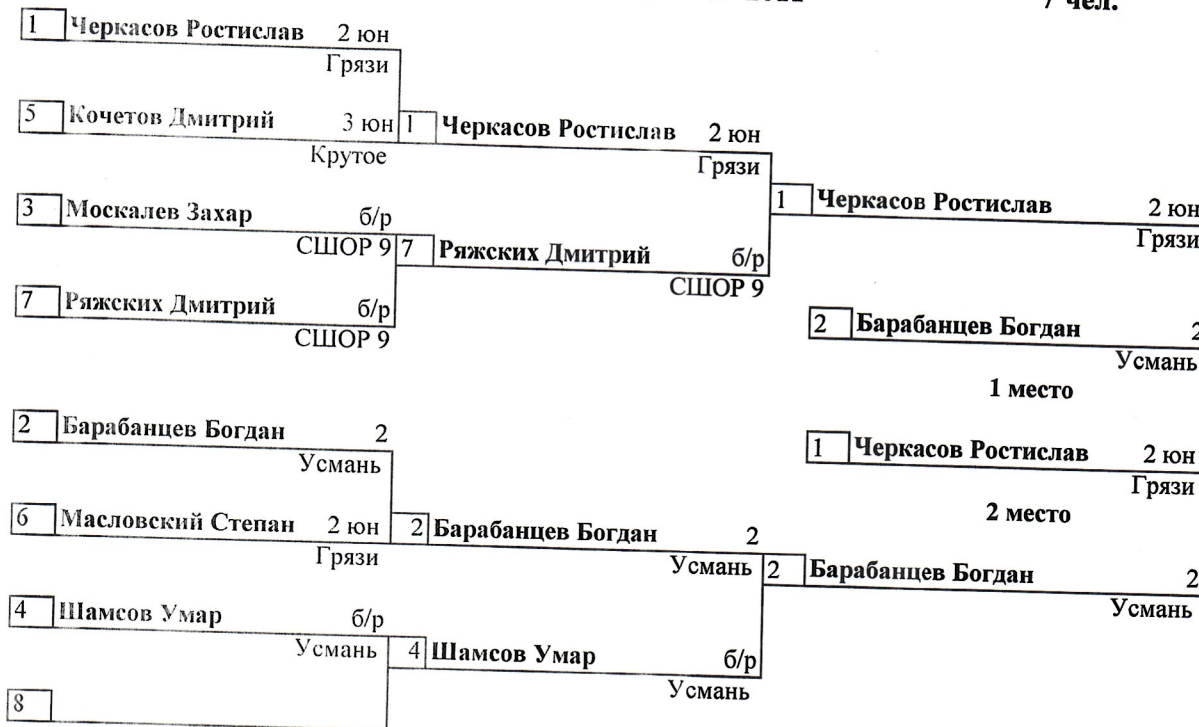 7 чел.
1 Черкасов Ростислав 2 юн
Грязи
5 Кочетов Дмитрий 3 юн
Крутое
1 Черкасов Ростислав 2 юн
Грязи
3 Москалев Захар б/р
СШОР 9
7 Ряжских Дмитрий б/р
СШОР 9
7 Ряжских Дмитрий б/р
СШОР 9
1 Черкасов Ростислав 2 юн
Грязи
2 Барабанцев Богдан 2
Усмань
1 место
1 Черкасов Ростислав 2 юн
Грязи
2 место
2 Барабанцев Богдан 2
Усмань
6 Масловский Степан 2 юн
Грязи
2 Барабанцев Богдан 2
Усмань
4 Шамсов Умар б/р
Усмань
4 Шамсов Умар б/р
Усмань
8
2 Барабанцев Богдан 2
Усмань